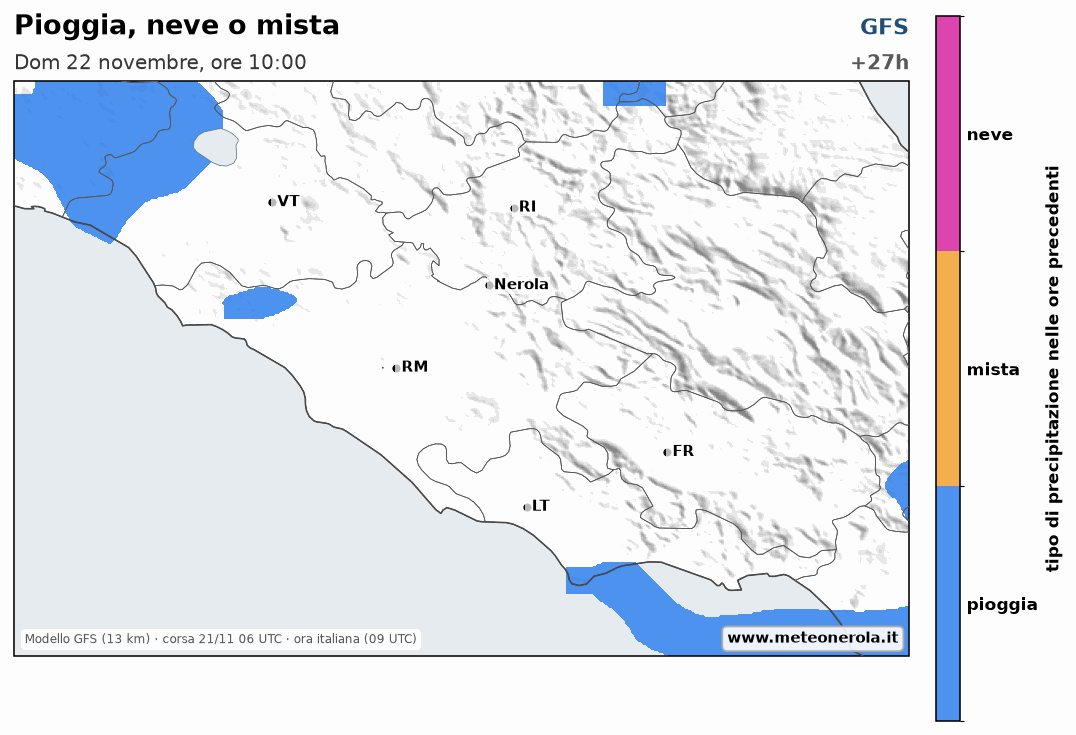 Pioggia, neve o mista
GFS
Dom 22 novembre, ore 10:00
+27h
neve
VT
RI
Nerola
mista
RM
FR
LT
pioggia
tipo di precipitazione nelle ore precedenti
Modello GFS (13 km) · corsa 21/11 06 UTC · ora italiana (09 UTC)
www.meteonerola.it